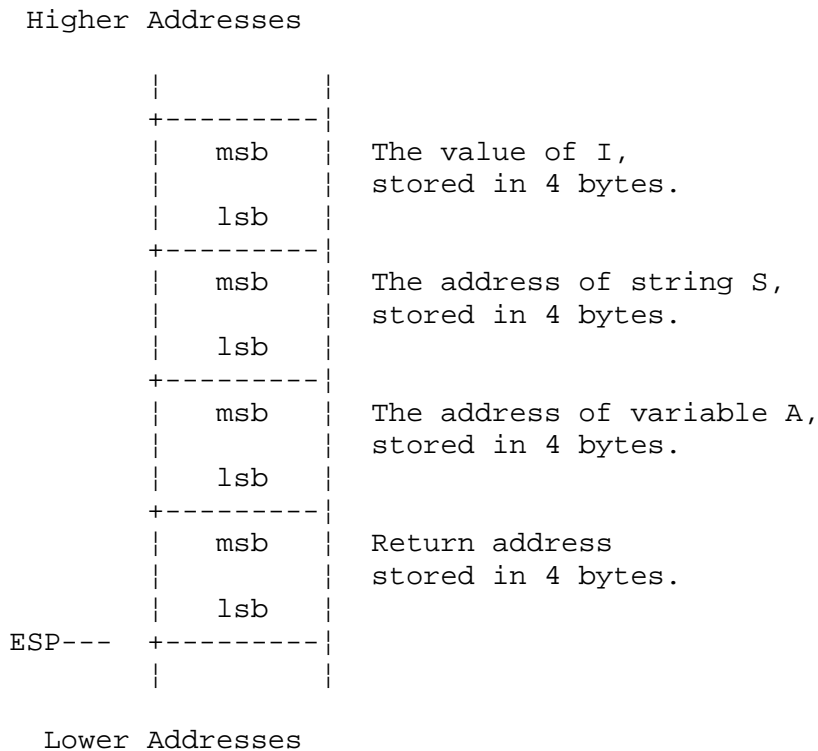 Higher Addresses
¦ ¦
+---------¦
¦ msb ¦ The value of I,
¦ ¦ stored in 4 bytes.
¦ lsb ¦
+---------¦
¦ msb ¦ The address of string S,
¦ ¦ stored in 4 bytes.
¦ lsb ¦
+---------¦
¦ msb ¦ The address of variable A,
¦ ¦ stored in 4 bytes.
¦ lsb ¦
+---------¦
¦ msb ¦ Return address
¦ ¦ stored in 4 bytes.
¦ lsb ¦
ESP--- +---------¦
¦ ¦
Lower Addresses